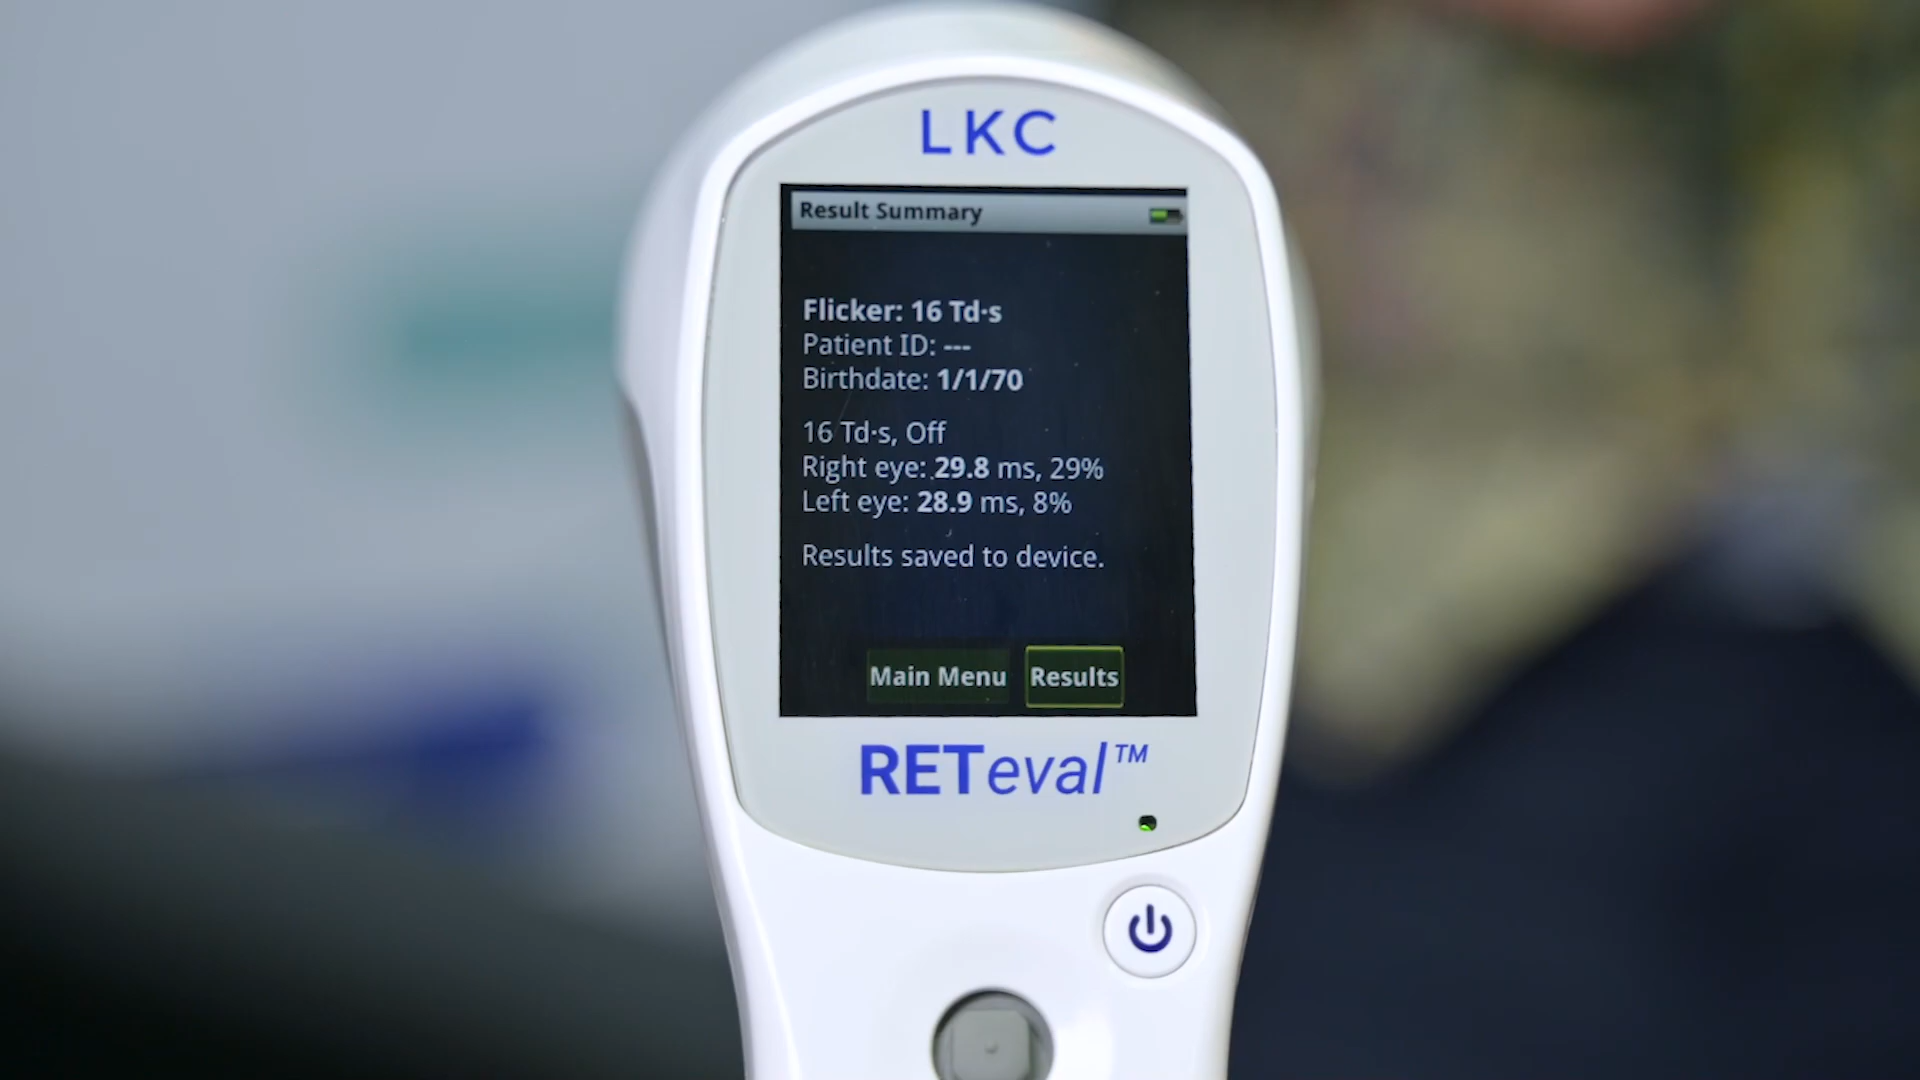 LKC
Result Summary
Flicker: 16 Td·s
Patient ID: ---
Birthdate: 1/1/70
16 Td·s, Off
Right eye: 29.8 ms, 29%
Left eye: 28.9 ms, 8%
Results saved to device.
Main Menu Results
RETeval™